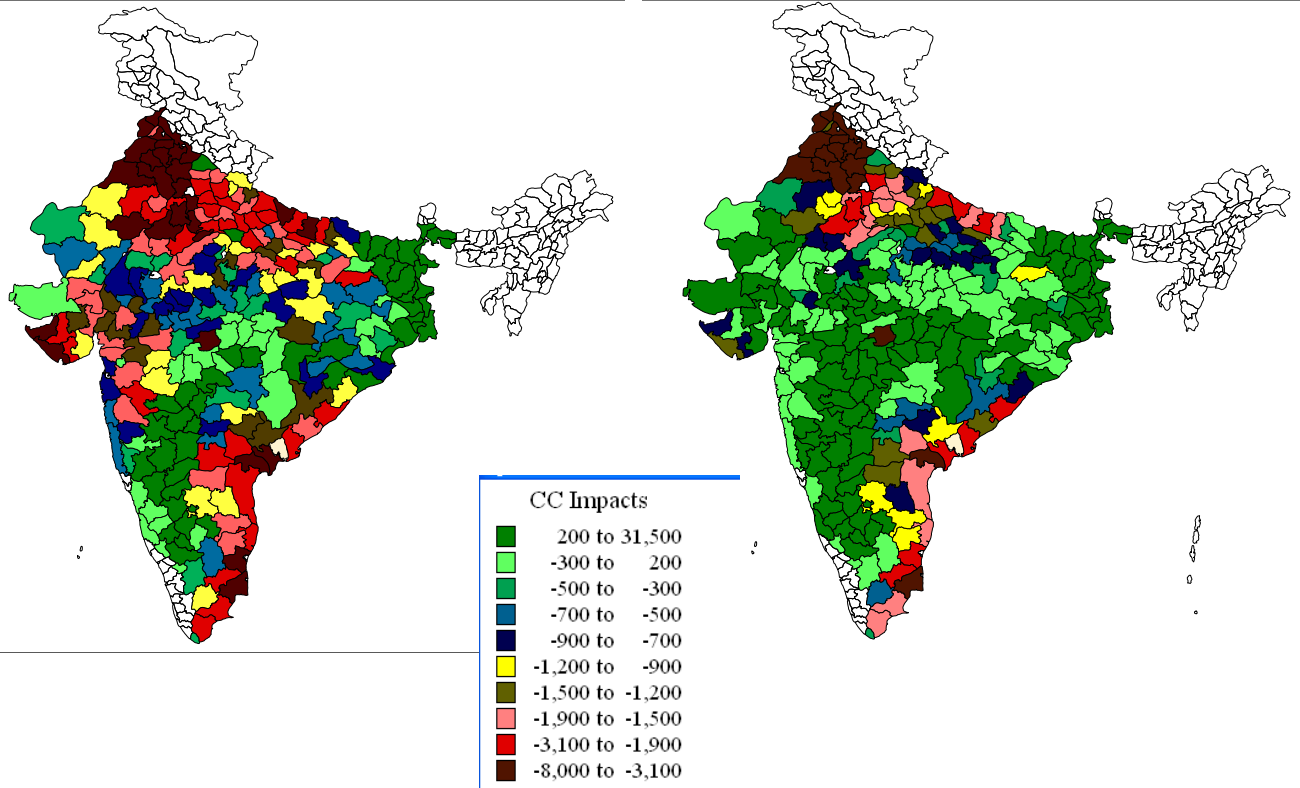 CC Impacts
200 to 31,500
-300 to 200
-500 to -300
-700 to -500
-900 to -700
-1,200 to -900
-1,500 to -1,200
-1,900 to -1,500
-3,100 to -1,900
-8,000 to -3,100